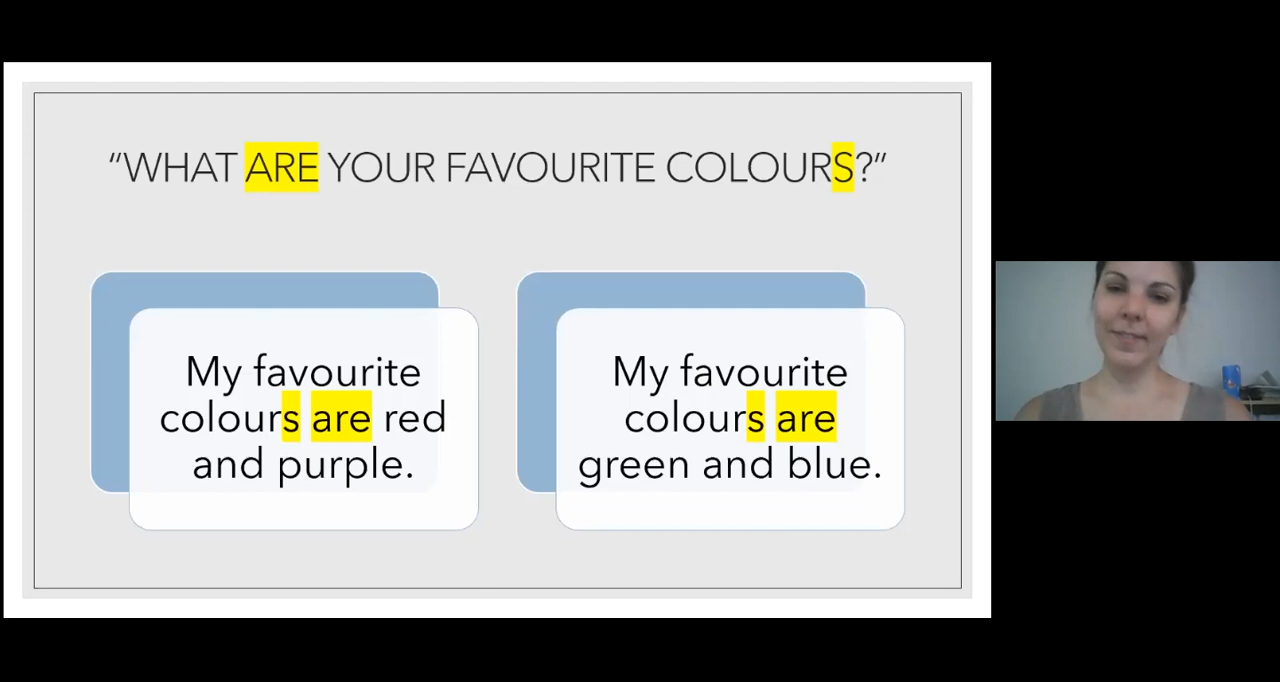 “WHAT ARE YOUR FAVOURITE COLOURS?”
My favourite
colours are red
and purple.
My favourite
colours are
green and blue.